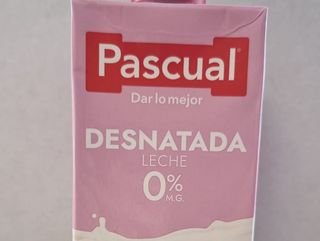 Pascual
Dar lo mejor
DESNATADA
LECHE
0%
M.G.